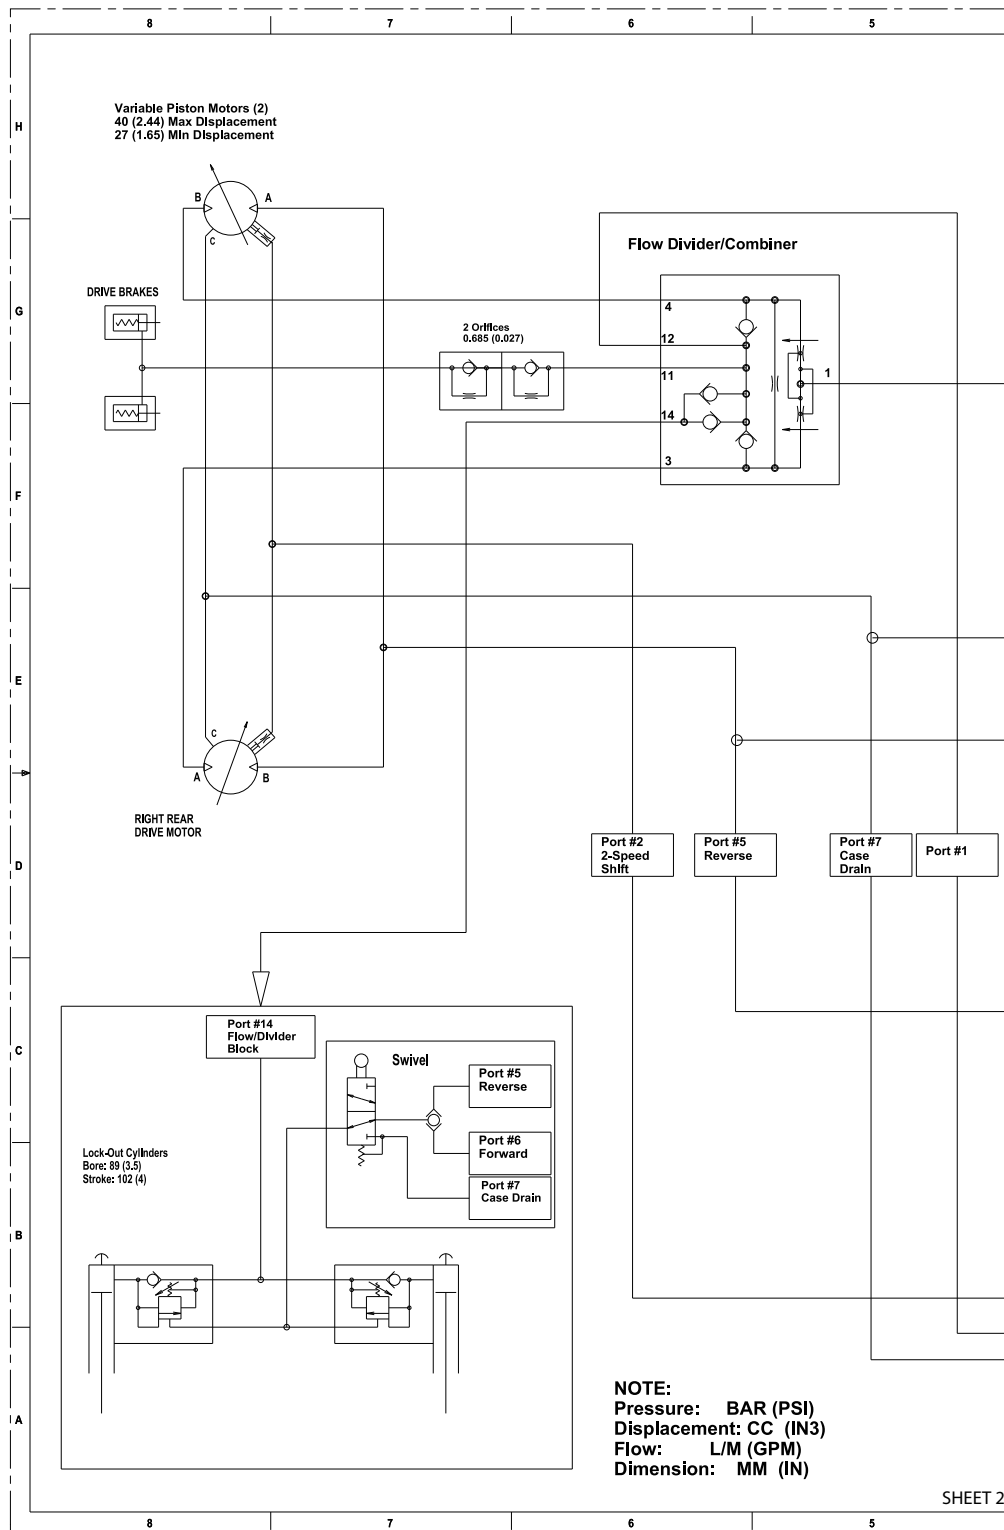 8 7 6 5
H
Variable Piston Motors (2)
40 (2.44) Max Displacement
27 (1.65) Min Displacement
B A
C
Flow Divider/Combiner
DRIVE BRAKES
G
2 Orifices
0.685 (0.027)
4
12
11
14
3
1
F
E
C
A B
RIGHT REAR
DRIVE MOTOR
D
Port #2
2-Speed
Shift
Port #5
Reverse
Port #7
Case
Drain
Port #1
C
Port #14
Flow/Divider
Block
Swivel
Port #5
Reverse
Port #6
Forward
Port #7
Case Drain
Lock-Out Cylinders
Bore: 89 (3.5)
Stroke: 102 (4)
B
A
NOTE:
Pressure: BAR (PSI)
Displacement: CC (IN3)
Flow: L/M (GPM)
Dimension: MM (IN)
SHEET 2
8 7 6 5